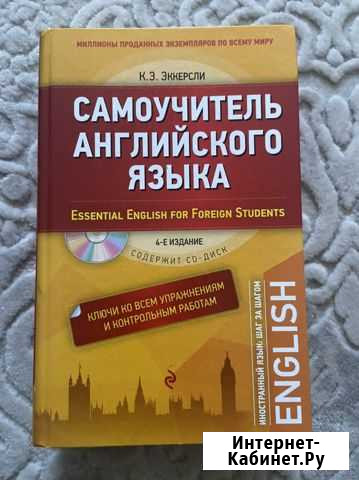 МИЛЛИОНЫ ПРОДАННЫХ ЭКЗЕМПЛЯРОВ ПО ВСЕМУ МИРУ
К.Э. ЭККЕРСЛИ
САМОУЧИТЕЛЬ
АНГЛИЙСКОГО
ЯЗЫКА
ESSENTIAL ENGLISH FOR FOREIGN STUDENTS
4-Е ИЗДАНИЕ
СОДЕРЖИТ CD-ДИСК
КЛЮЧИ КО ВСЕМ УПРАЖНЕНИЯМ
И КОНТРОЛЬНЫМ РАБОТАМ
ИНОСТРАННЫЙ ЯЗЫК: ШАГ ЗА ШАГОМ
ENGLISH
Интернет-
Кабинет.Ру